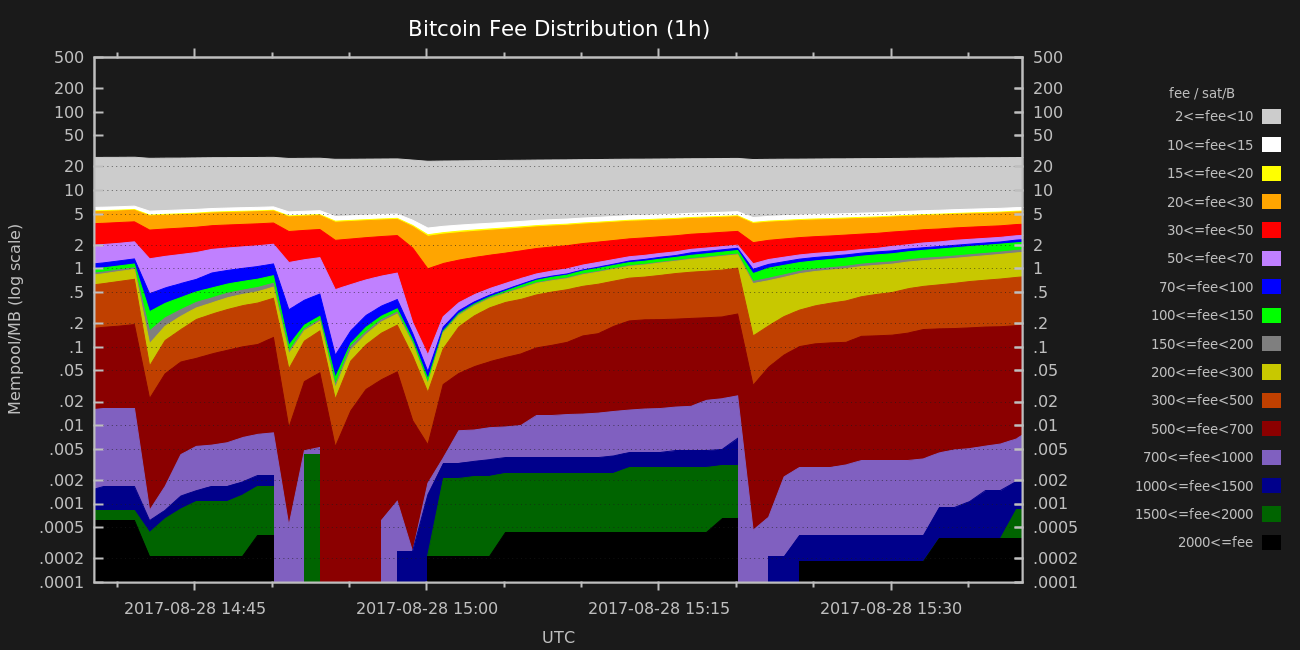 Bitcoin Fee Distribution (1h)
500
200
100
50
20
10
5
2
1
.5
.2
.1
.05
.02
.01
.005
.002
.001
.0005
.0002
.0001
Mempool/MB (log scale)
500
200
100
50
20
10
5
2
1
.5
.2
.1
.05
.02
.01
.005
.002
.001
.0005
.0002
.0001
fee / sat/B
2<=fee<10
10<=fee<15
15<=fee<20
20<=fee<30
30<=fee<50
50<=fee<70
70<=fee<100
100<=fee<150
150<=fee<200
200<=fee<300
300<=fee<500
500<=fee<700
700<=fee<1000
1000<=fee<1500
1500<=fee<2000
2000<=fee
2017-08-28 14:45 2017-08-28 15:00 2017-08-28 15:15 2017-08-28 15:30
UTC